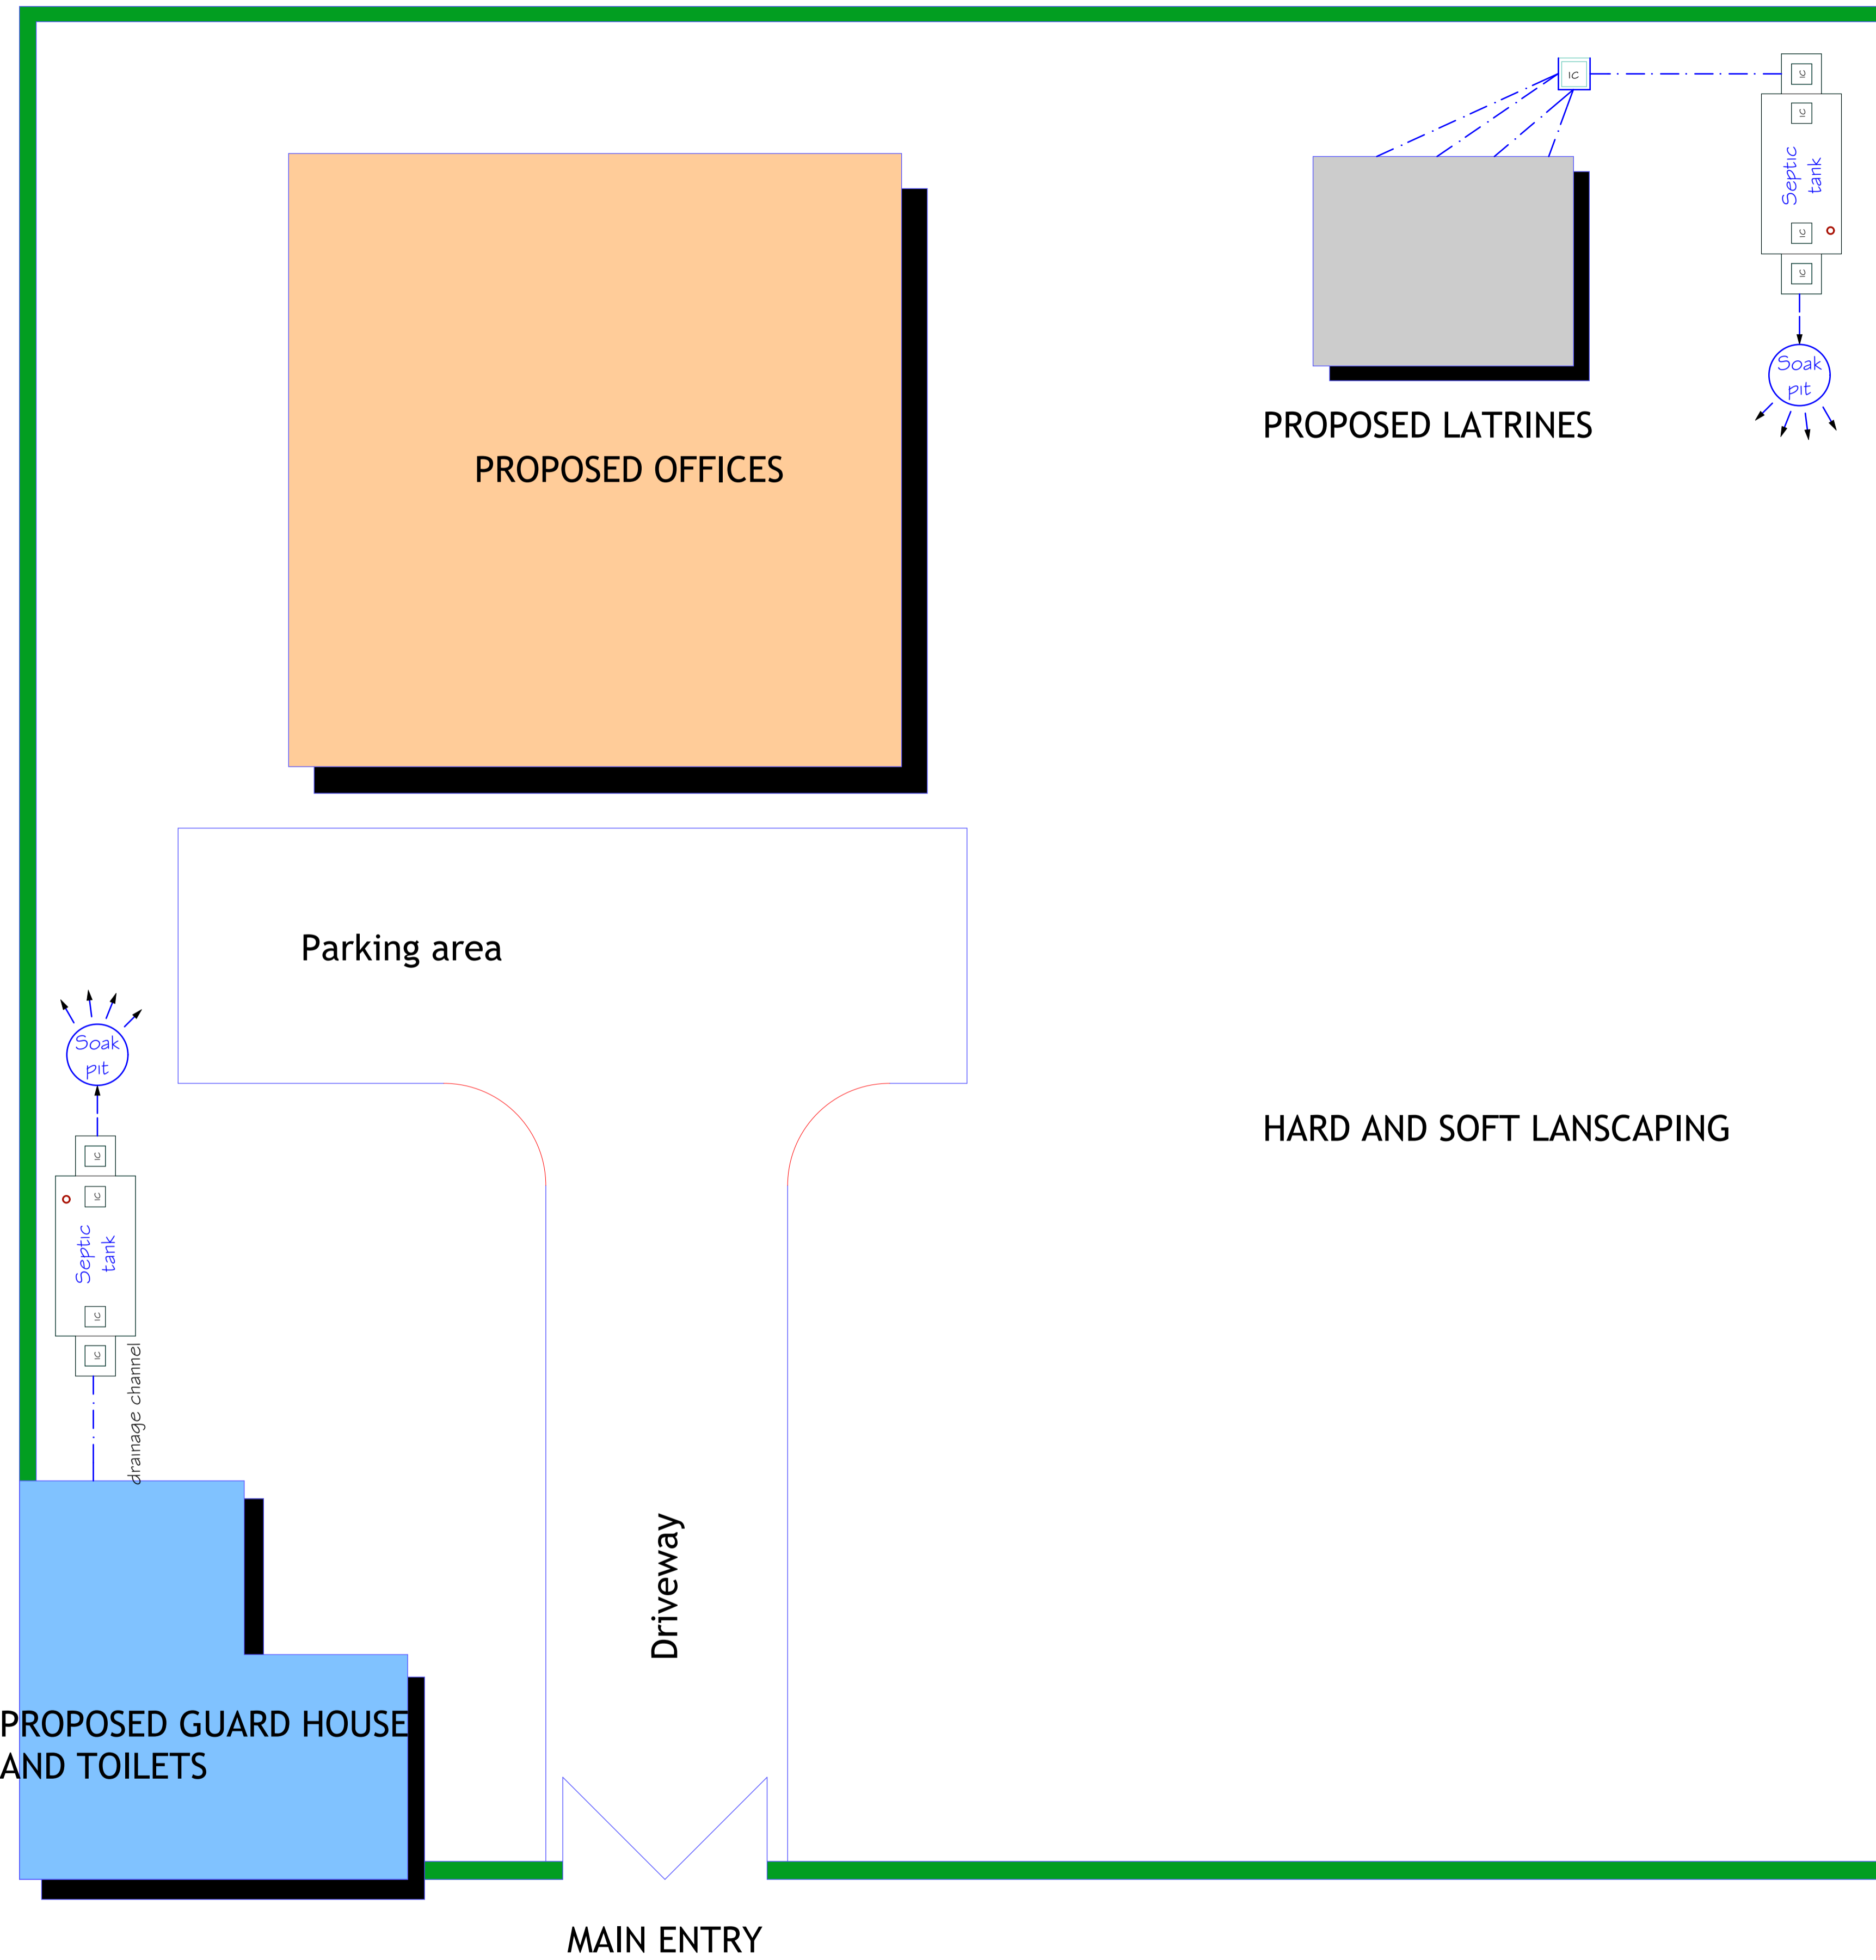 IC
IC
IC
Septic
tank
IC
IC
Soak
pit
PROPOSED LATRINES
PROPOSED OFFICES
Parking area
Soak
pit
HARD AND SOFT LANSCAPING
IC
IC
Septic
tank
IC
IC
drainage channel
Driveway
PROPOSED GUARD HOUSE
AND TOILETS
MAIN ENTRY